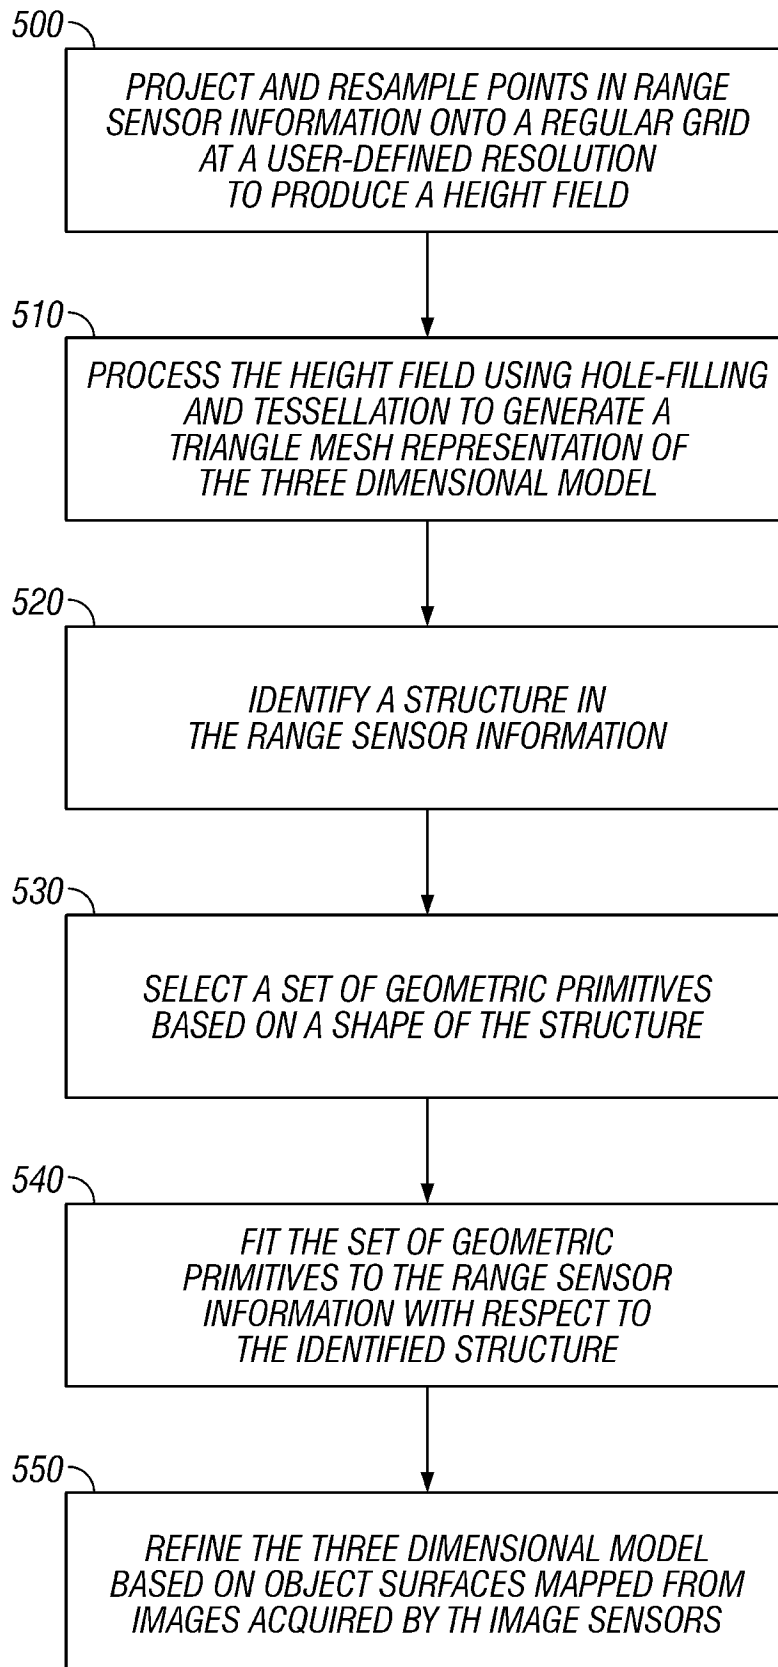 500
PROJECT AND RESAMPLE POINTS IN RANGE
SENSOR INFORMATION ONTO A REGULAR GRID
AT A USER-DEFINED RESOLUTION
TO PRODUCE A HEIGHT FIELD
510
PROCESS THE HEIGHT FIELD USING HOLE-FILLING
AND TESSELLATION TO GENERATE A
TRIANGLE MESH REPRESENTATION OF
THE THREE DIMENSIONAL MODEL
520
IDENTIFY A STRUCTURE IN
THE RANGE SENSOR INFORMATION
530
SELECT A SET OF GEOMETRIC PRIMITIVES
BASED ON A SHAPE OF THE STRUCTURE
540
FIT THE SET OF GEOMETRIC
PRIMITIVES TO THE RANGE SENSOR
INFORMATION WITH RESPECT TO
THE IDENTIFIED STRUCTURE
550
REFINE THE THREE DIMENSIONAL MODEL
BASED ON OBJECT SURFACES MAPPED FROM
IMAGES ACQUIRED BY TH IMAGE SENSORS